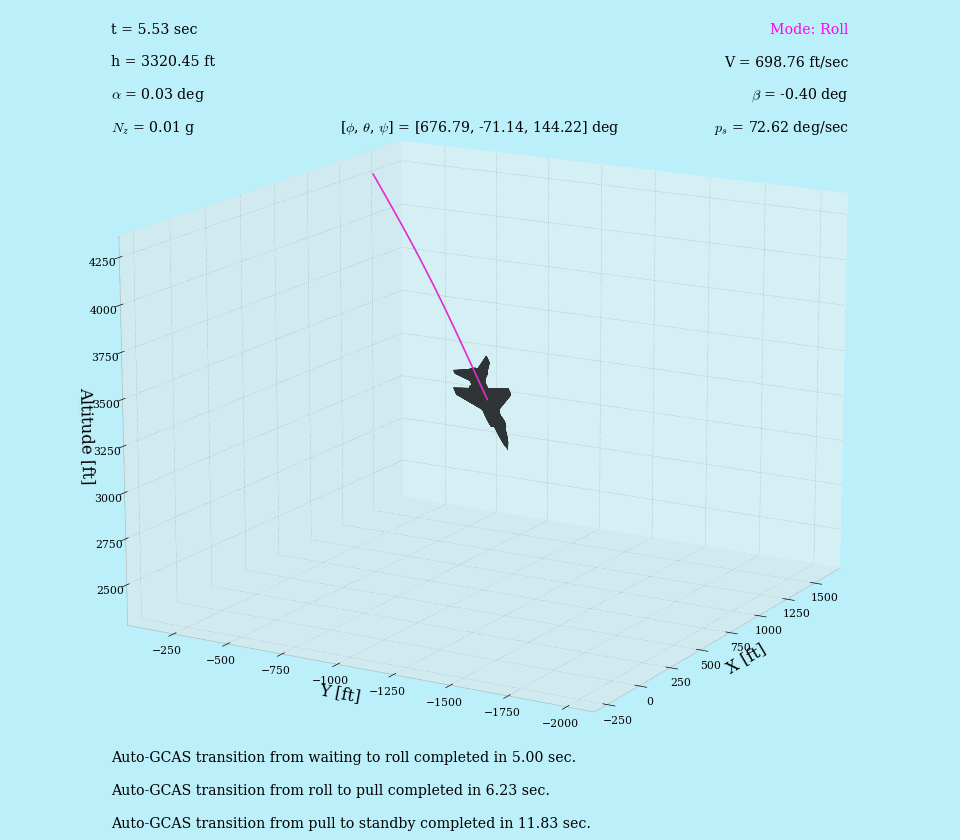 t = 5.53 sec
Mode: Roll
h = 3320.45 ft
V = 698.76 ft/sec
α = 0.03 deg
β = -0.40 deg
N_z = 0.01 g
[ϕ, θ, ψ] = [676.79, -71.14, 144.22] deg
p_s = 72.62 deg/sec
4250
4000
3750
3500
3250
3000
2750
2500
Altitude [ft]
−250
−500
−750
−1000
−1250
−1500
−1750
−2000
Y [ft]
−250
0
250
500
750
1000
1250
1500
X [ft]
Auto-GCAS transition from waiting to roll completed in 5.00 sec.
Auto-GCAS transition from roll to pull completed in 6.23 sec.
Auto-GCAS transition from pull to standby completed in 11.83 sec.